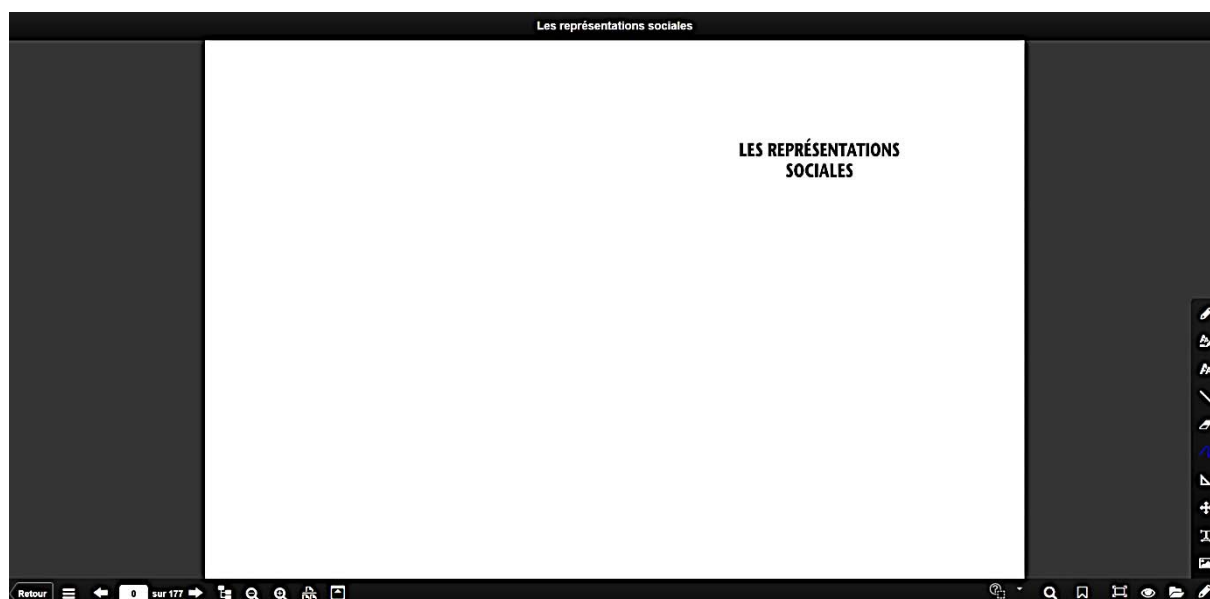 Les représentations sociales
LES REPRÉSENTATIONS
SOCIALES
Retour 0 sur 177